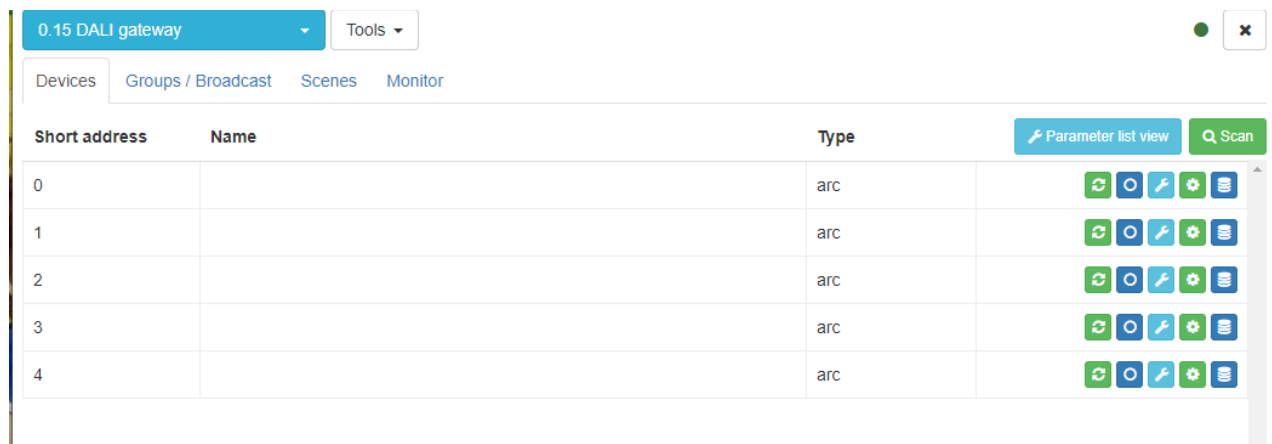 0.15 DALI gateway Tools
Devices Groups / Broadcast Scenes Monitor
Short address Name Type Parameter list view Scan
0 arc
1 arc
2 arc
3 arc
4 arc